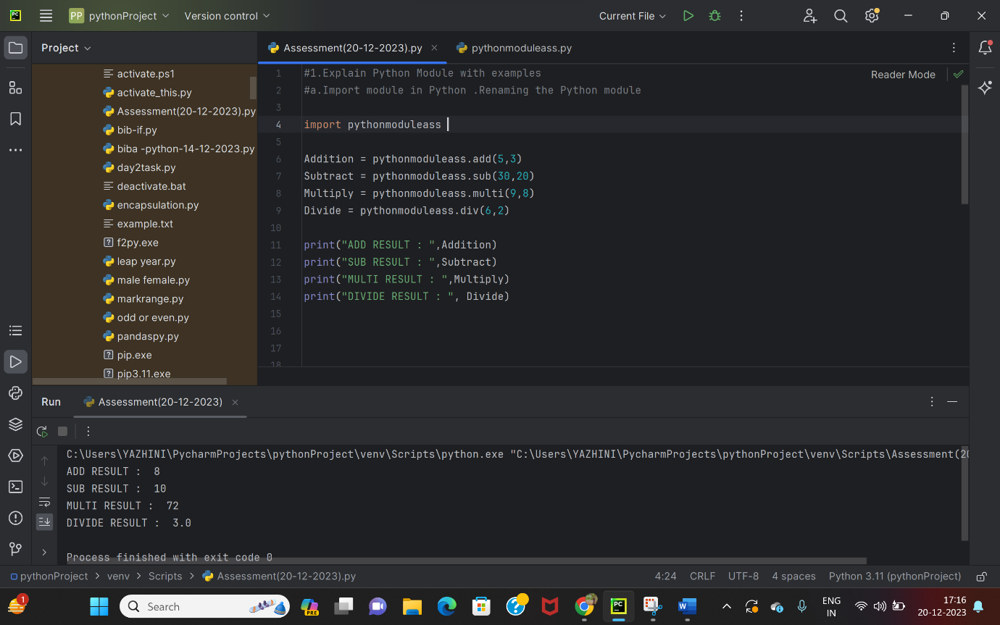 PC
PP pythonProject
Version control
Current File
Project
Assessment(20-12-2023).py
pythonmoduleass.py
activate.ps1
activate_this.py
Assessment(20-12-2023).py
bib-if.py
biba -python-14-12-2023.py
day2task.py
deactivate.bat
encapsulation.py
example.txt
f2py.exe
leap year.py
male female.py
markrange.py
odd or even.py
pandaspy.py
pip.exe
pip3.11.exe
Reader Mode
1 #1.Explain Python Module with examples
2 #a.Import module in Python .Renaming the Python module
3
4 import pythonmoduleass
5
6 Addition = pythonmoduleass.add(5,3)
7 Subtract = pythonmoduleass.sub(30,20)
8 Multiply = pythonmoduleass.multi(9,8)
9 Divide = pythonmoduleass.div(6,2)
10
11 print("ADD RESULT : ",Addition)
12 print("SUB RESULT : ",Subtract)
13 print("MULTI RESULT : ",Multiply)
14 print("DIVIDE RESULT : ", Divide)
15
16
17
18
Run
Assessment(20-12-2023)
C:\Users\YAZHINI\PycharmProjects\pythonProject\venv\Scripts\python.exe "C:\Users\YAZHINI\PycharmProjects\pythonProject\venv\Scripts\Assessment(20
ADD RESULT :  8
SUB RESULT :  10
MULTI RESULT :  72
DIVIDE RESULT :  3.0
Process finished with exit code 0
pythonProject > venv > Scripts > Assessment(20-12-2023).py
4:24 CRLF UTF-8 4 spaces Python 3.11 (pythonProject)
1
Search
PRE
PC
W
ENG
IN
17:16
20-12-2023